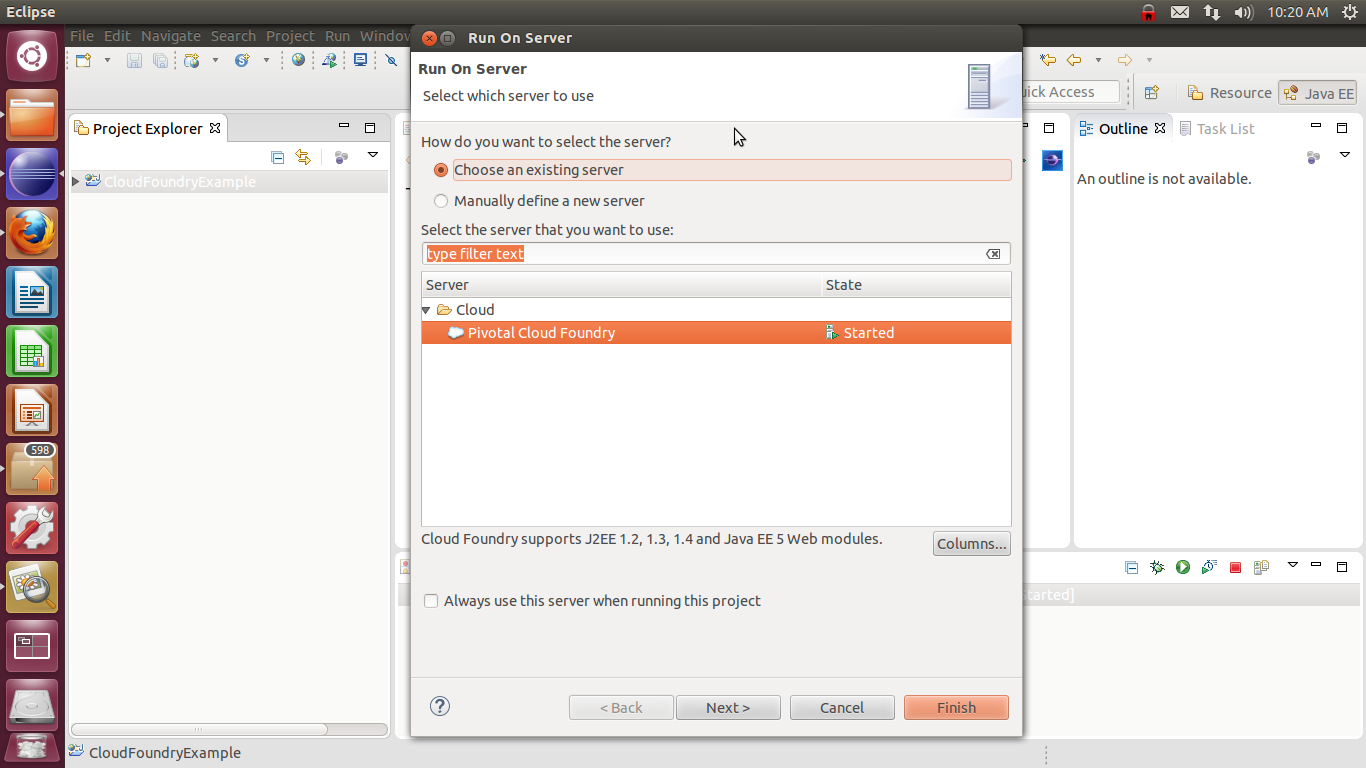 Eclipse
10:20 AM
File Edit Navigate Search Project Run Window
Run On Server
Run On Server
Select which server to use
Quick Access
Resource
Java EE
Project Explorer
Outline
Task List
How do you want to select the server?
Choose an existing server
CloudFoundryExample
An outline is not available.
Manually define a new server
Select the server that you want to use:
type filter text
Server State
Cloud
Pivotal Cloud Foundry Started
598
Cloud Foundry supports J2EE 1.2, 1.3, 1.4 and Java EE 5 Web modules.
Columns...
Started]
Always use this server when running this project
< Back
Next >
Cancel
Finish
CloudFoundryExample